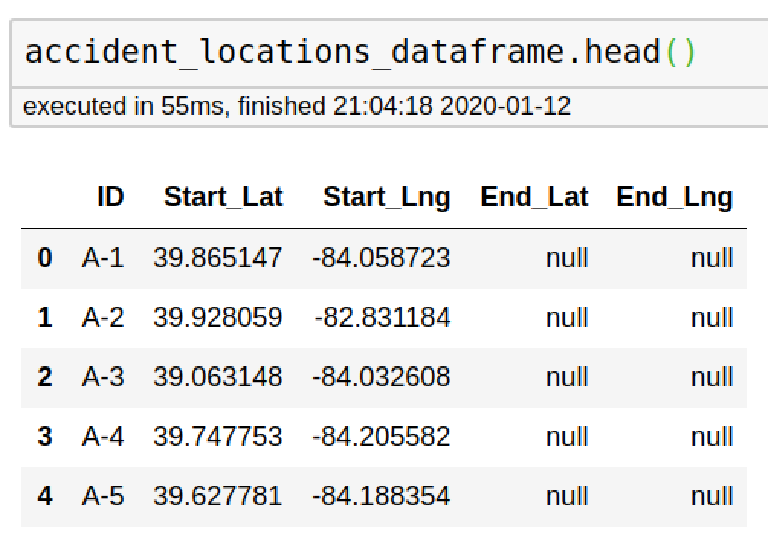 accident_locations_dataframe.head()
executed in 55ms, finished 21:04:18 2020-01-12
ID Start_Lat Start_Lng End_Lat End_Lng
0 A-1 39.865147 -84.058723 null null
1 A-2 39.928059 -82.831184 null null
2 A-3 39.063148 -84.032608 null null
3 A-4 39.747753 -84.205582 null null
4 A-5 39.627781 -84.188354 null null